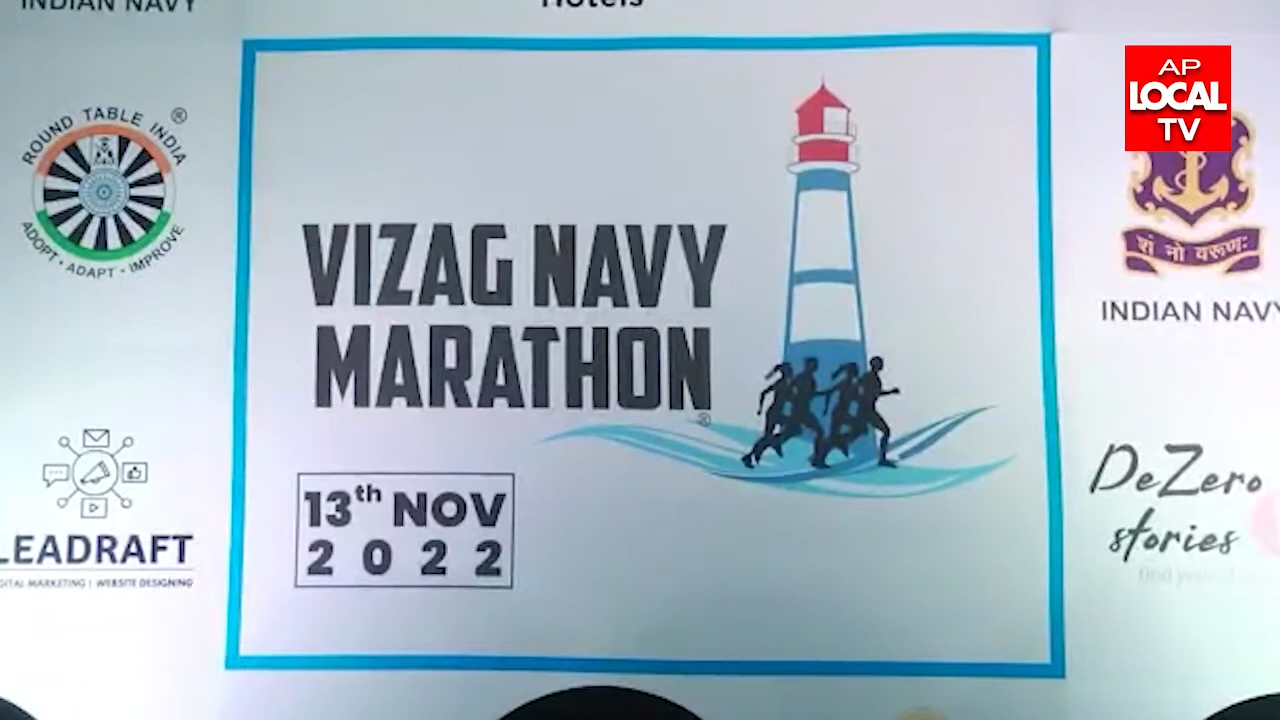 INDIAN NAVY
Hotels
AP
LOCAL
TV
ROUND TABLE INDIA
®
ADOPT · ADAPT · IMPROVE
VIZAG NAVY
MARATHON
®
शं नो वरुणः
INDIAN NAVY
13th NOV
2022
LEADRAFT
DIGITAL MARKETING | WEBSITE DESIGNING
DeZero
stories